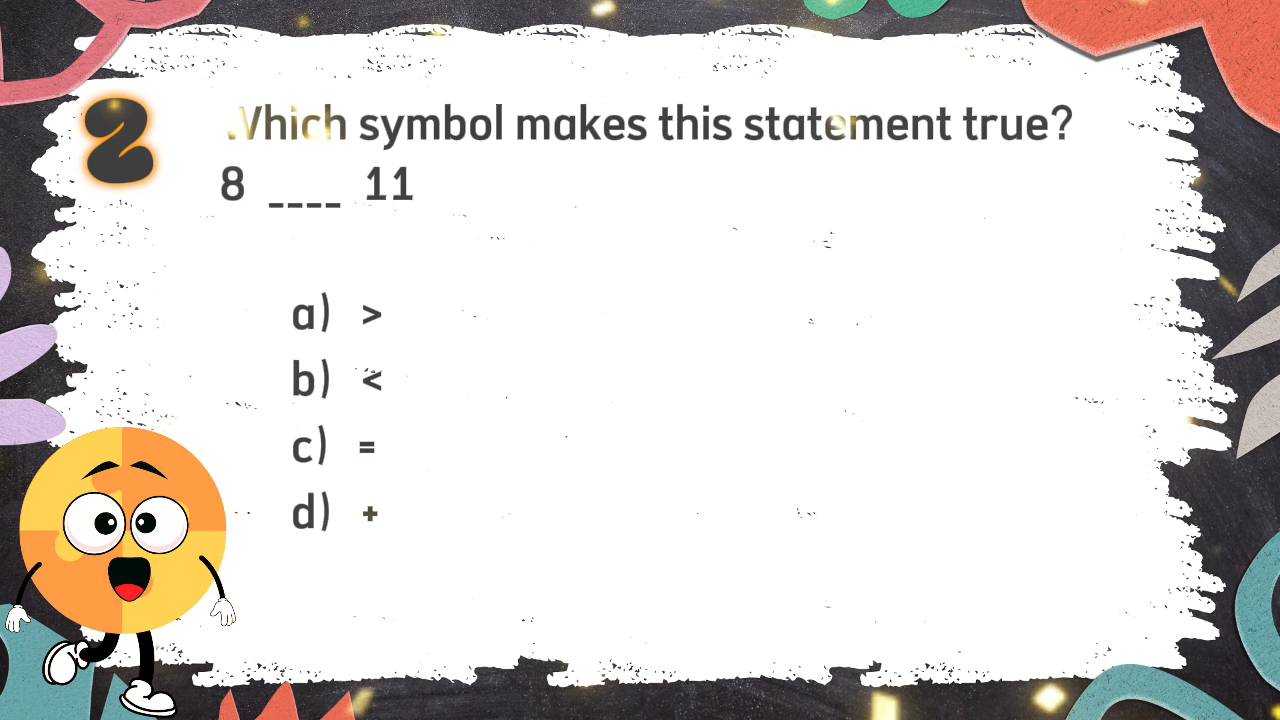 2
Which symbol makes this statement true?
8 ____ 11
a) >
b) <
c) =
d) +